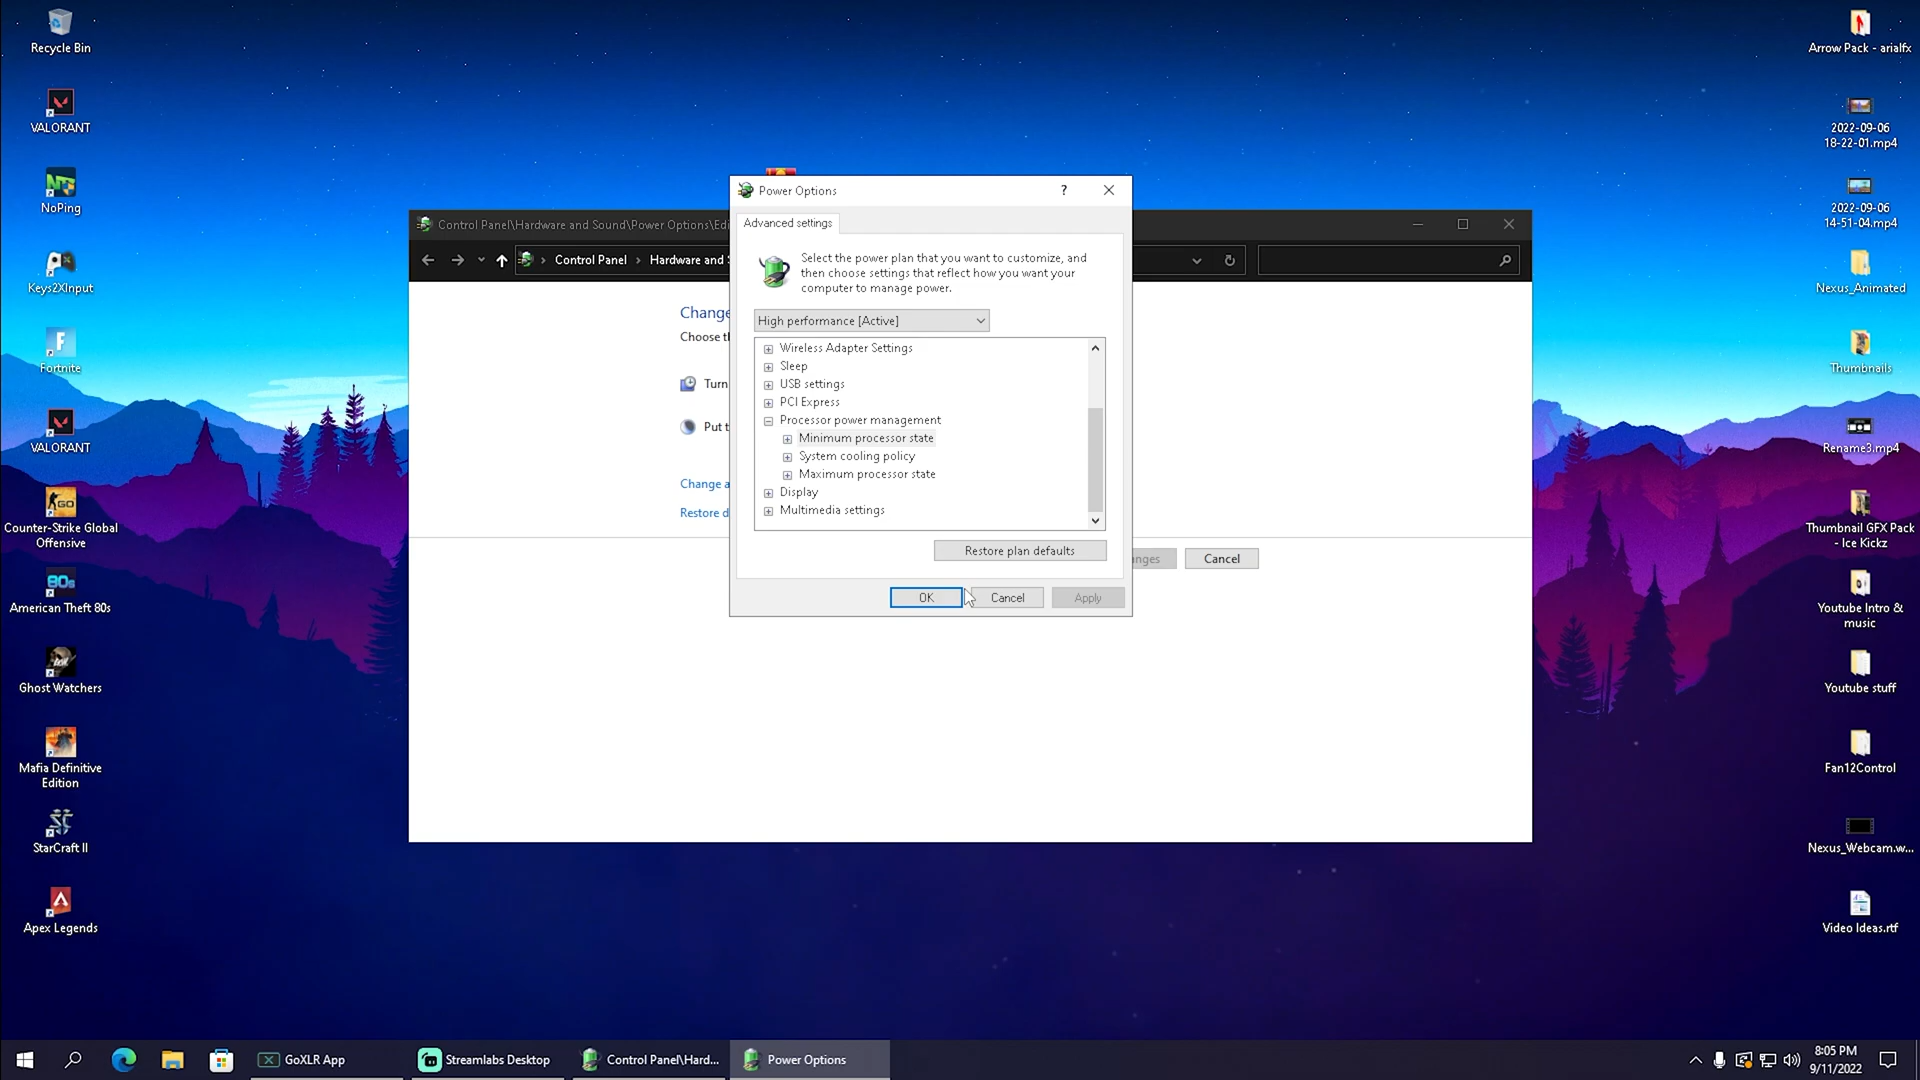 Recycle Bin
VALORANT
NoPing
Keys2XInput
Fortnite
VALORANT
Counter-Strike Global
Offensive
American Theft 80s
Ghost Watchers
Mafia Definitive
Edition
StarCraft II
Apex Legends
Control Panel\Hardware and Sound\Power Options\Edi
Control Panel
Hardware and S
Change
Choose t
Turn
Put t
Change a
Restore d
nges
Cancel
Power Options
?
Advanced settings
Select the power plan that you want to customize, and
then choose settings that reflect how you want your
computer to manage power.
High performance [Active]
Wireless Adapter Settings
Sleep
USB settings
PCI Express
Processor power management
Minimum processor state
System cooling policy
Maximum processor state
Display
Multimedia settings
Restore plan defaults
OK
Cancel
Apply
Arrow Pack - arialfx
2022-09-06
18-22-01.mp4
2022-09-06
14-51-04.mp4
Nexus_Animated
Thumbnails
Rename3.mp4
Thumbnail GFX Pack
- Ice Kickz
Youtube Intro &
music
Youtube stuff
Fan12Control
Nexus_Webcam.w...
Video Ideas.rtf
GoXLR App
Streamlabs Desktop
Control Panel\Hard...
Power Options
8:05 PM
9/11/2022